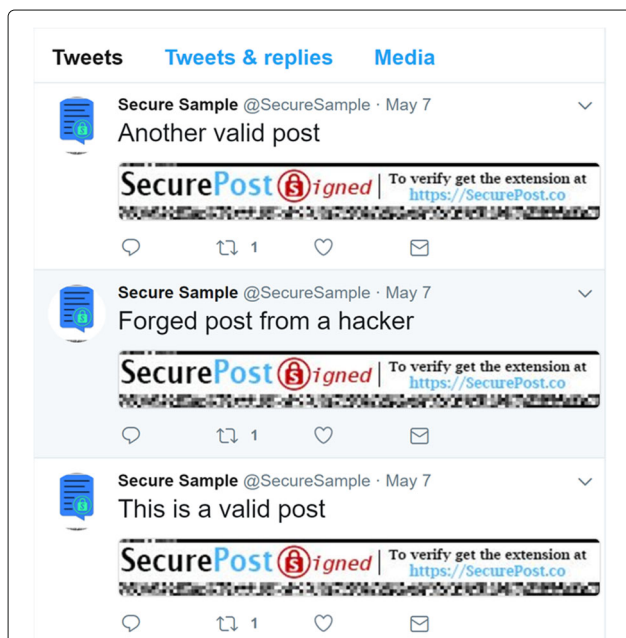 Tweets Tweets & replies Media
Secure Sample @SecureSample · May 7
Another valid post
SecurePost Signed | To verify get the extension at
https://SecurePost.co
1
Secure Sample @SecureSample · May 7
Forged post from a hacker
SecurePost Signed | To verify get the extension at
https://SecurePost.co
1
Secure Sample @SecureSample · May 7
This is a valid post
SecurePost Signed | To verify get the extension at
https://SecurePost.co
1